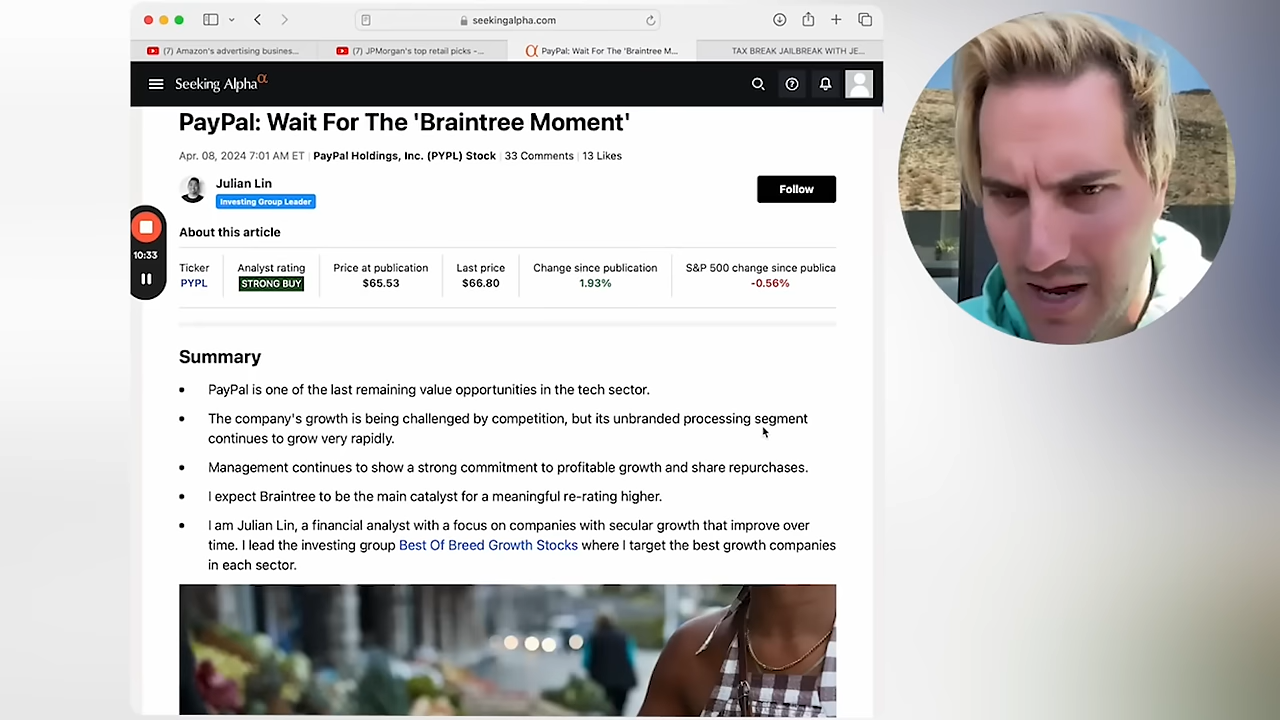 seekingalpha.com
(7) Amazon's advertising busines...
(7) JPMorgan's top retail picks -...
PayPal: Wait For The 'Braintree M...
TAX BREAK JAILBREAK WITH JE...
Seeking Alpha α
PayPal: Wait For The 'Braintree Moment'
Apr. 08, 2024 7:01 AM ET | PayPal Holdings, Inc. (PYPL) Stock | 33 Comments | 13 Likes
Julian Lin
Investing Group Leader
Follow
10:33
About this article
Ticker Analyst rating Price at publication Last price Change since publication S&P 500 change since publica
PYPL STRONG BUY $65.53 $66.80 1.93% -0.56%
Summary
• PayPal is one of the last remaining value opportunities in the tech sector.
• The company's growth is being challenged by competition, but its unbranded processing segment
continues to grow very rapidly.
• Management continues to show a strong commitment to profitable growth and share repurchases.
• I expect Braintree to be the main catalyst for a meaningful re-rating higher.
• I am Julian Lin, a financial analyst with a focus on companies with secular growth that improve over
time. I lead the investing group Best Of Breed Growth Stocks where I target the best growth companies
in each sector.